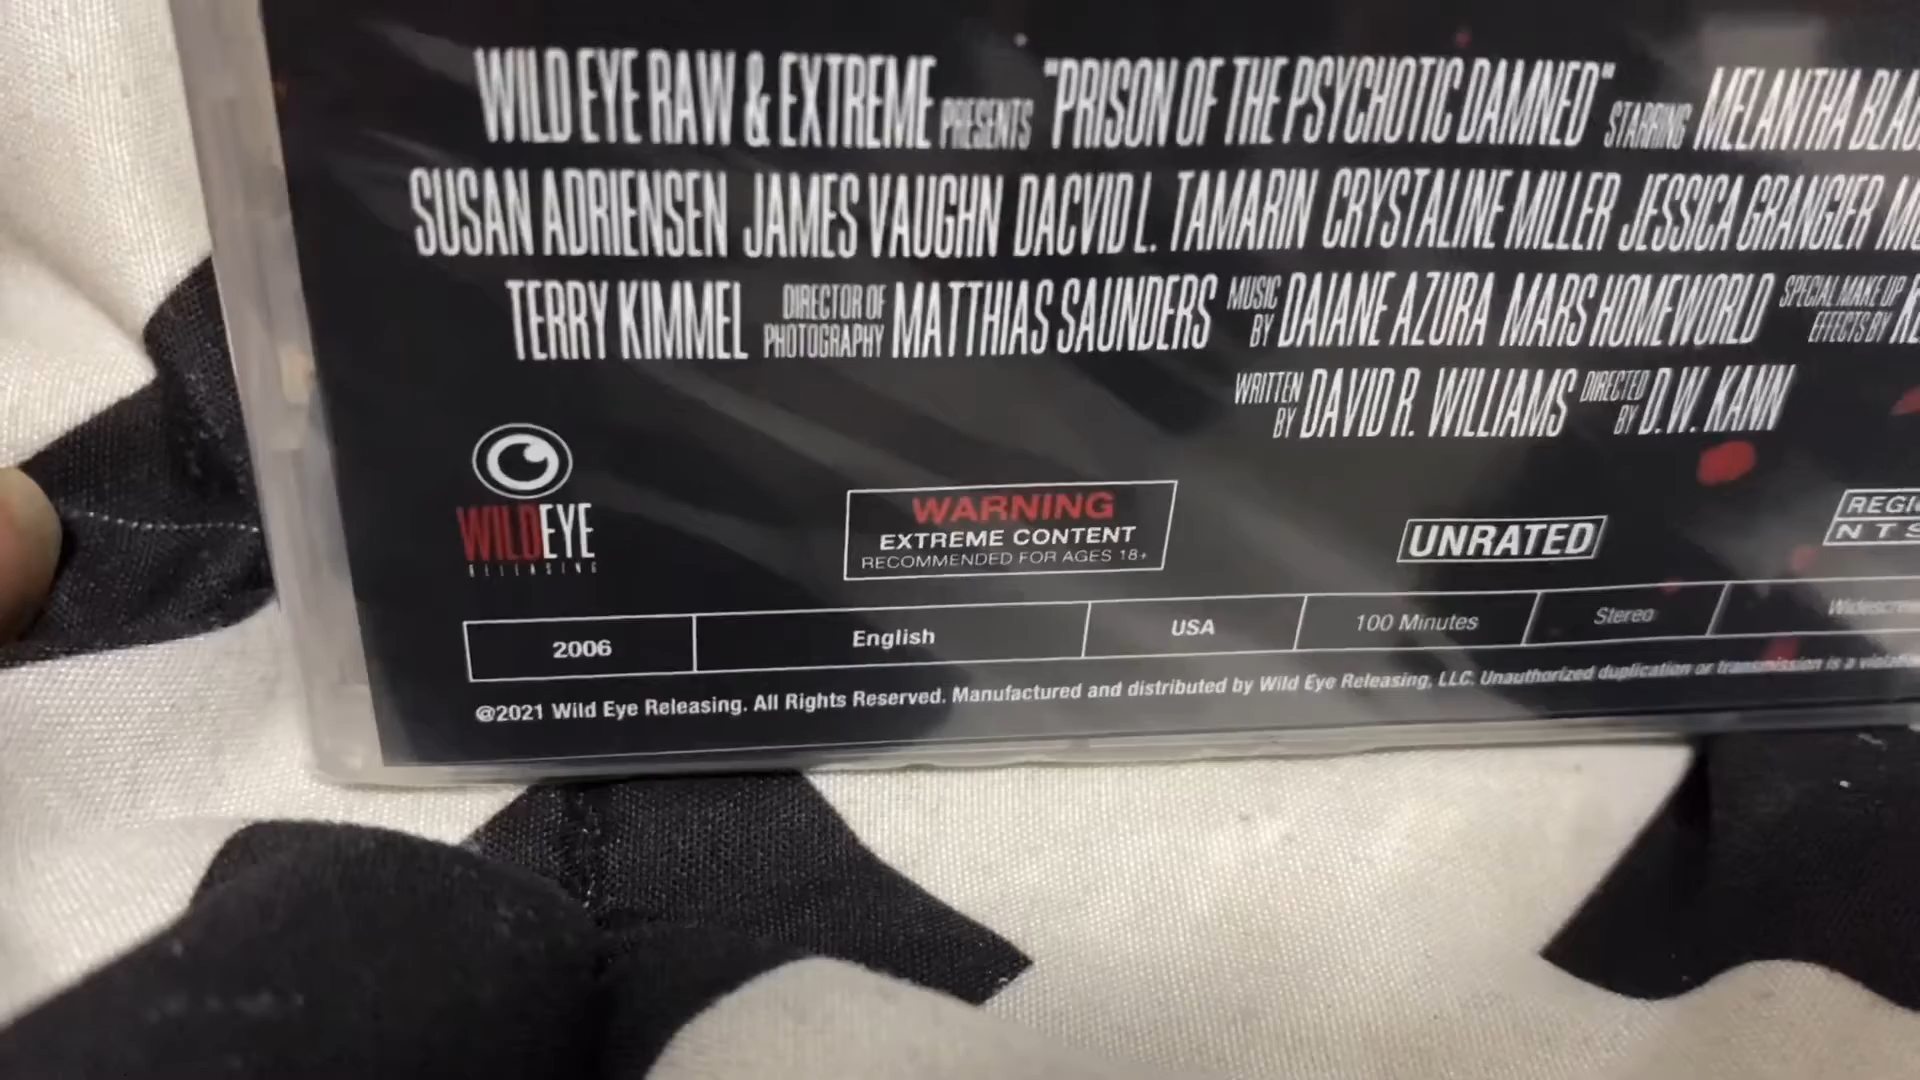 WILD EYE RAW & EXTREME PRESENTS "PRISON OF THE PSYCHOTIC DAMNED" STARRING MELANTHA
SUSAN ADRIENSEN JAMES VAUGHN DACVID L. TAMARIN CRYSTALINE MILLER JESSICA GRANGIER
TERRY KIMMEL DIRECTOR OF PHOTOGRAPHY MATTHIAS SAUNDERS MUSIC BY DAIANE AZURA MARS HOMEWORLD SPECIAL MAKE UP EFFECTS BY
WRITTEN BY DAVID R. WILLIAMS DIRECTED BY D.W. KANN
WILDEYE
RELEASING
WARNING
EXTREME CONTENT
RECOMMENDED FOR AGES 18+
UNRATED
2006 English USA 100 Minutes Stereo
@2021 Wild Eye Releasing. All Rights Reserved. Manufactured and distributed by Wild Eye Releasing, LLC. Unauthorized duplication or transmission is a